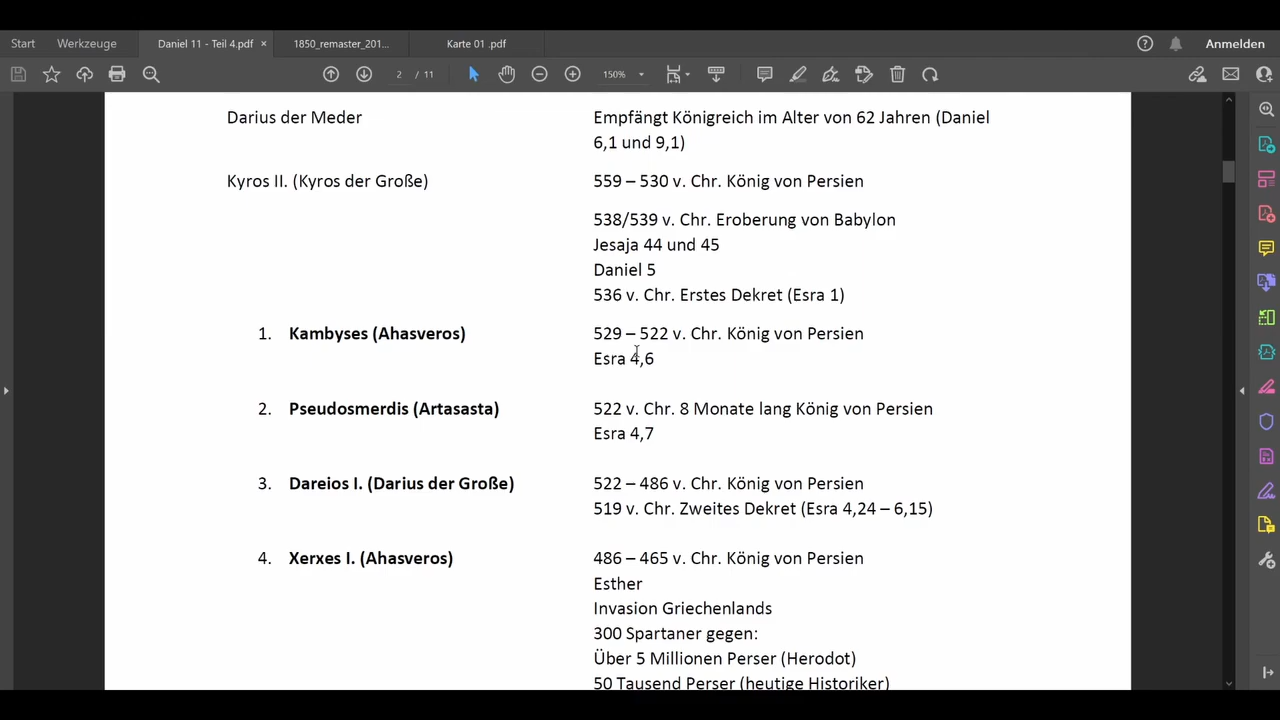 Start Werkzeuge Daniel 11 - Teil 4.pdf × 1850_remaster_201... Karte 01 .pdf Anmelden
2 / 11 150%
Darius der Meder Empfängt Königreich im Alter von 62 Jahren (Daniel
6,1 und 9,1)
Kyros II. (Kyros der Große) 559 – 530 v. Chr. König von Persien
538/539 v. Chr. Eroberung von Babylon
Jesaja 44 und 45
Daniel 5
536 v. Chr. Erstes Dekret (Esra 1)
1. Kambyses (Ahasveros) 529 – 522 v. Chr. König von Persien
Esra 4,6
2. Pseudosmerdis (Artasasta) 522 v. Chr. 8 Monate lang König von Persien
Esra 4,7
3. Dareios I. (Darius der Große) 522 – 486 v. Chr. König von Persien
519 v. Chr. Zweites Dekret (Esra 4,24 – 6,15)
4. Xerxes I. (Ahasveros) 486 – 465 v. Chr. König von Persien
Esther
Invasion Griechenlands
300 Spartaner gegen:
Über 5 Millionen Perser (Herodot)
50 Tausend Perser (heutige Historiker)